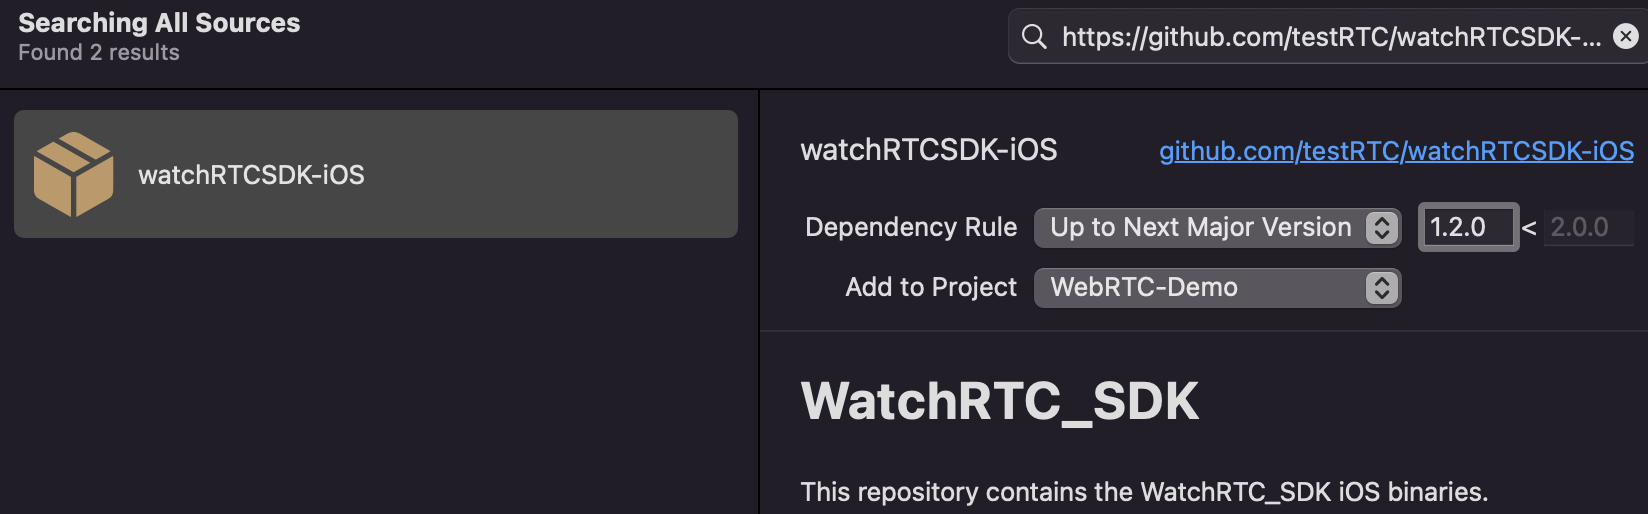 Searching All Sources
Found 2 results
https://github.com/testRTC/watchRTCSDK-...
watchRTCSDK-iOS
watchRTCSDK-iOS github.com/testRTC/watchRTCSDK-iOS
Dependency Rule Up to Next Major Version 1.2.0 < 2.0.0
Add to Project WebRTC-Demo
WatchRTC_SDK
This repository contains the WatchRTC_SDK iOS binaries.